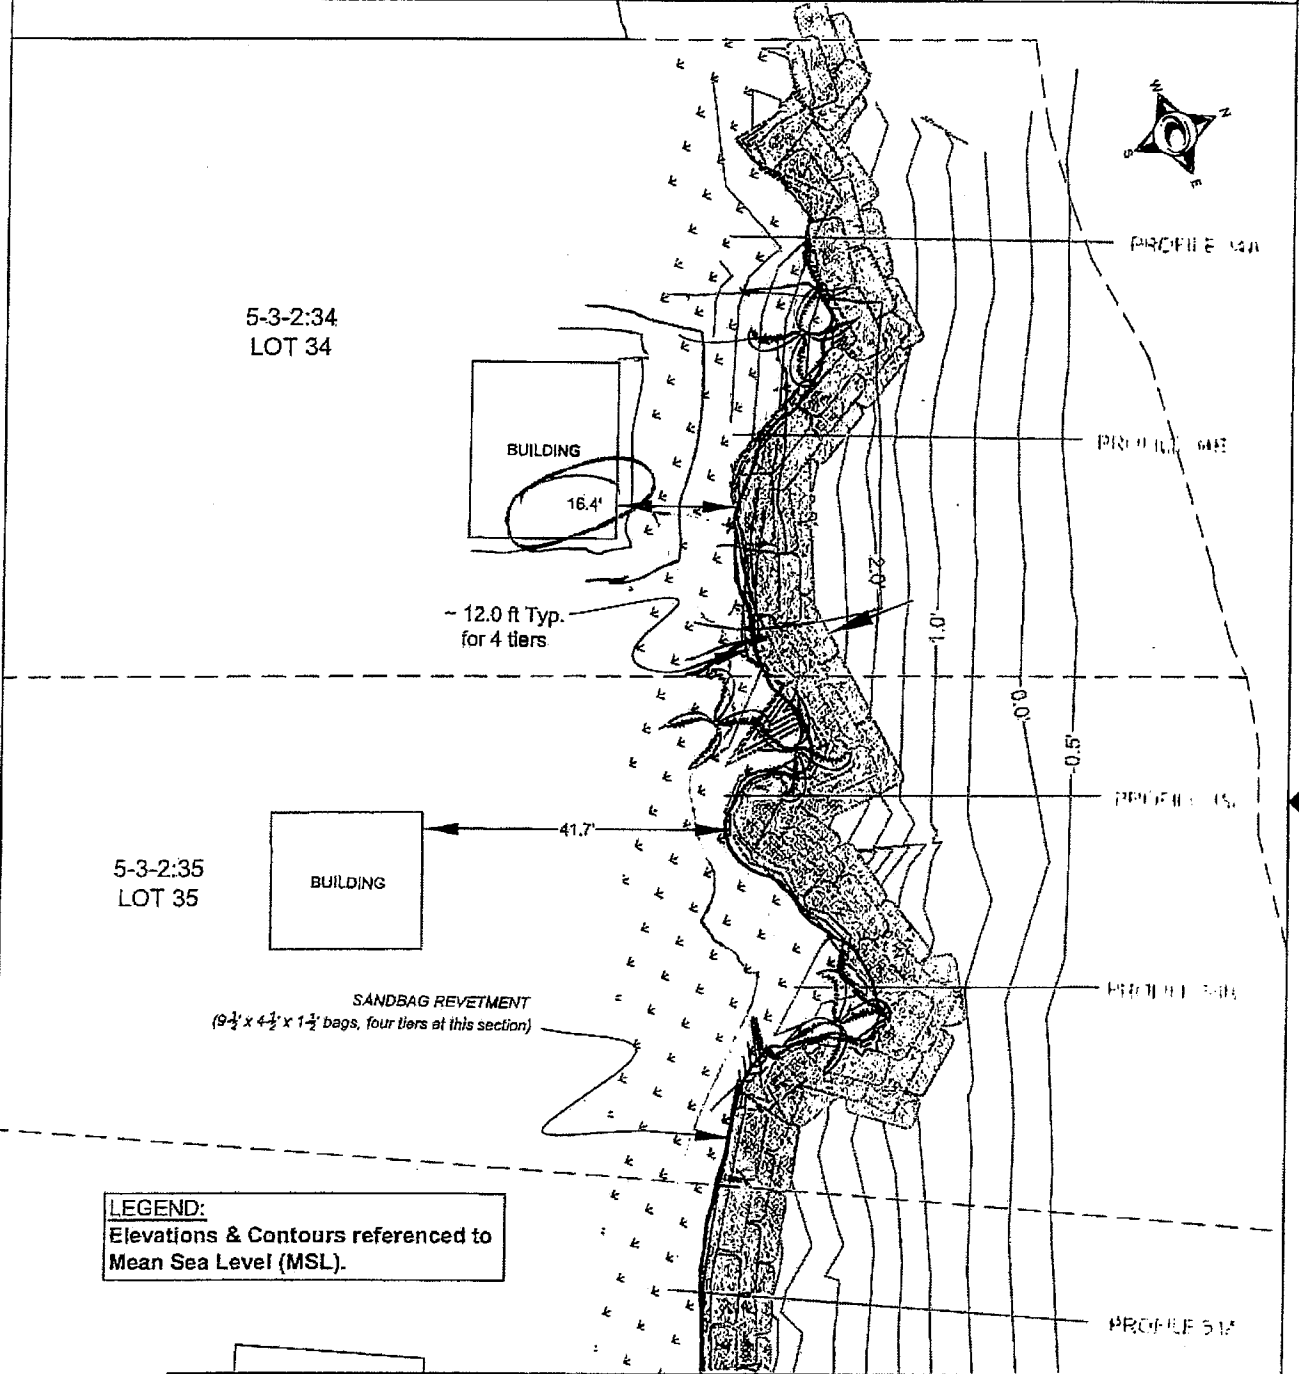 W
N
S
E
PROFILE
5-3-2:34
LOT 34
PROFILE
BUILDING
16.4'
2.0'
~ 12.0 ft Typ.
for 4 tiers
1.0'
0.0'
-0.5'
PROFILE
41.7'
5-3-2:35
LOT 35
BUILDING
SANDBAG REVETMENT
(9½' x 4½' x 1½' bags, four tiers at this section)
PROFILE
LEGEND:
Elevations & Contours referenced to
Mean Sea Level (MSL).
PROFILE